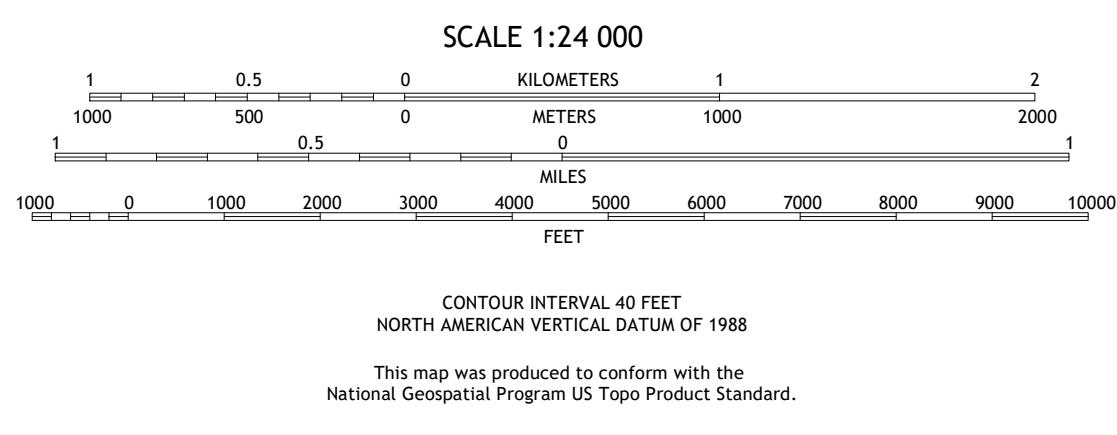 SCALE 1:24 000
1 0.5 0 KILOMETERS 1 2
1000 500 0 METERS 1000 2000
1 0.5 0 1
MILES
1000 0 1000 2000 3000 4000 5000 6000 7000 8000 9000 10000
FEET
CONTOUR INTERVAL 40 FEET
NORTH AMERICAN VERTICAL DATUM OF 1988
This map was produced to conform with the
National Geospatial Program US Topo Product Standard.